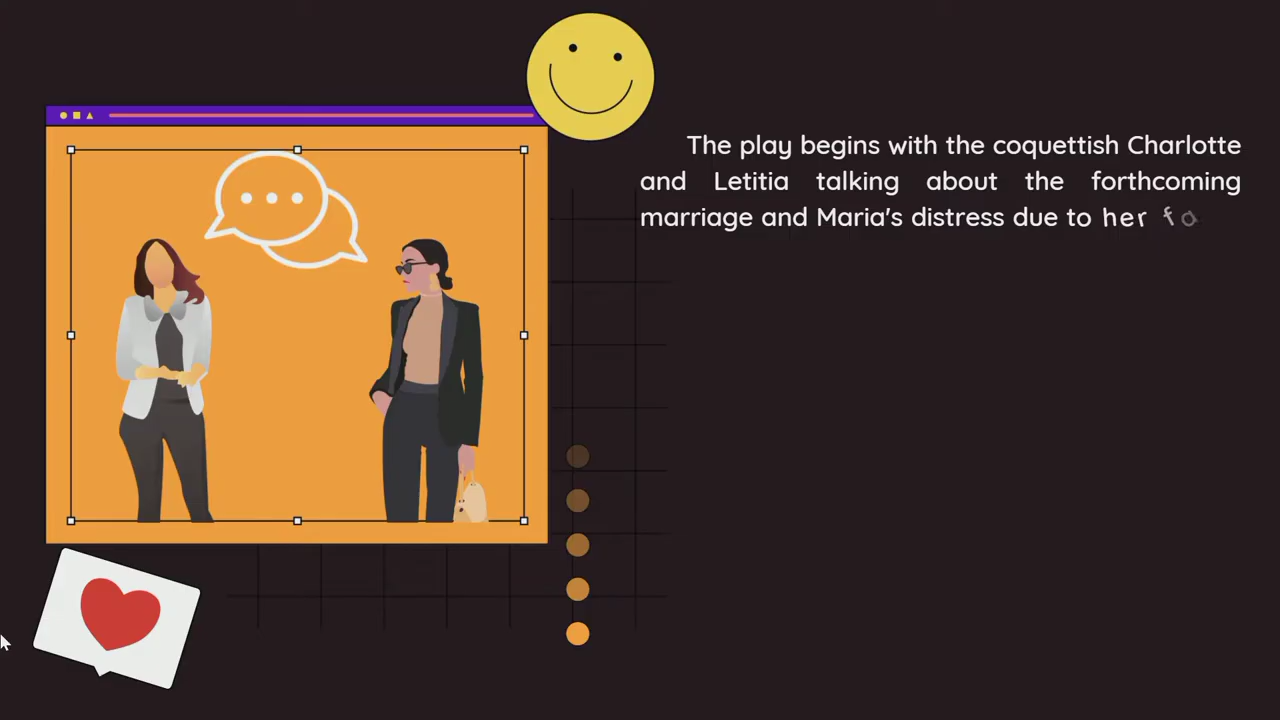 The play begins with the coquettish Charlotte
and Letitia talking about the forthcoming
marriage and Maria's distress due to her